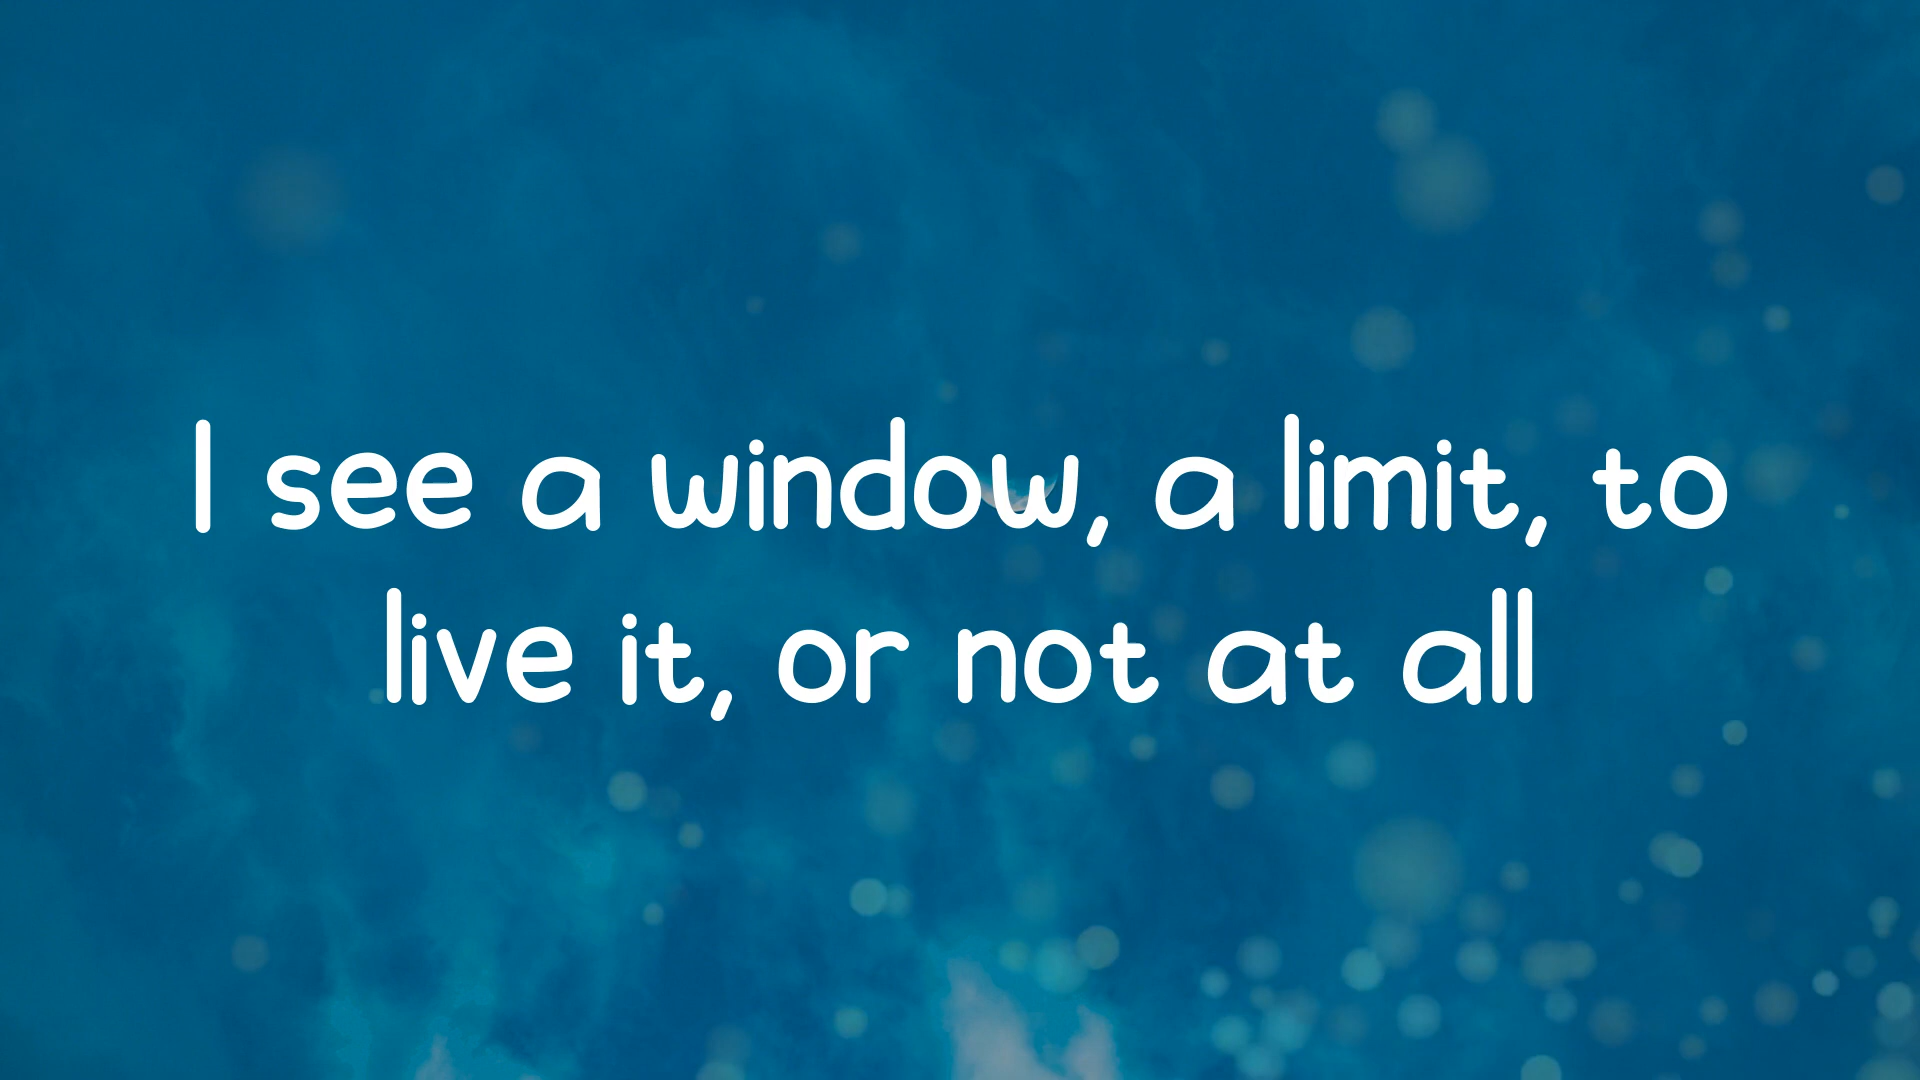 I see a window, a limit, to
live it, or not at all